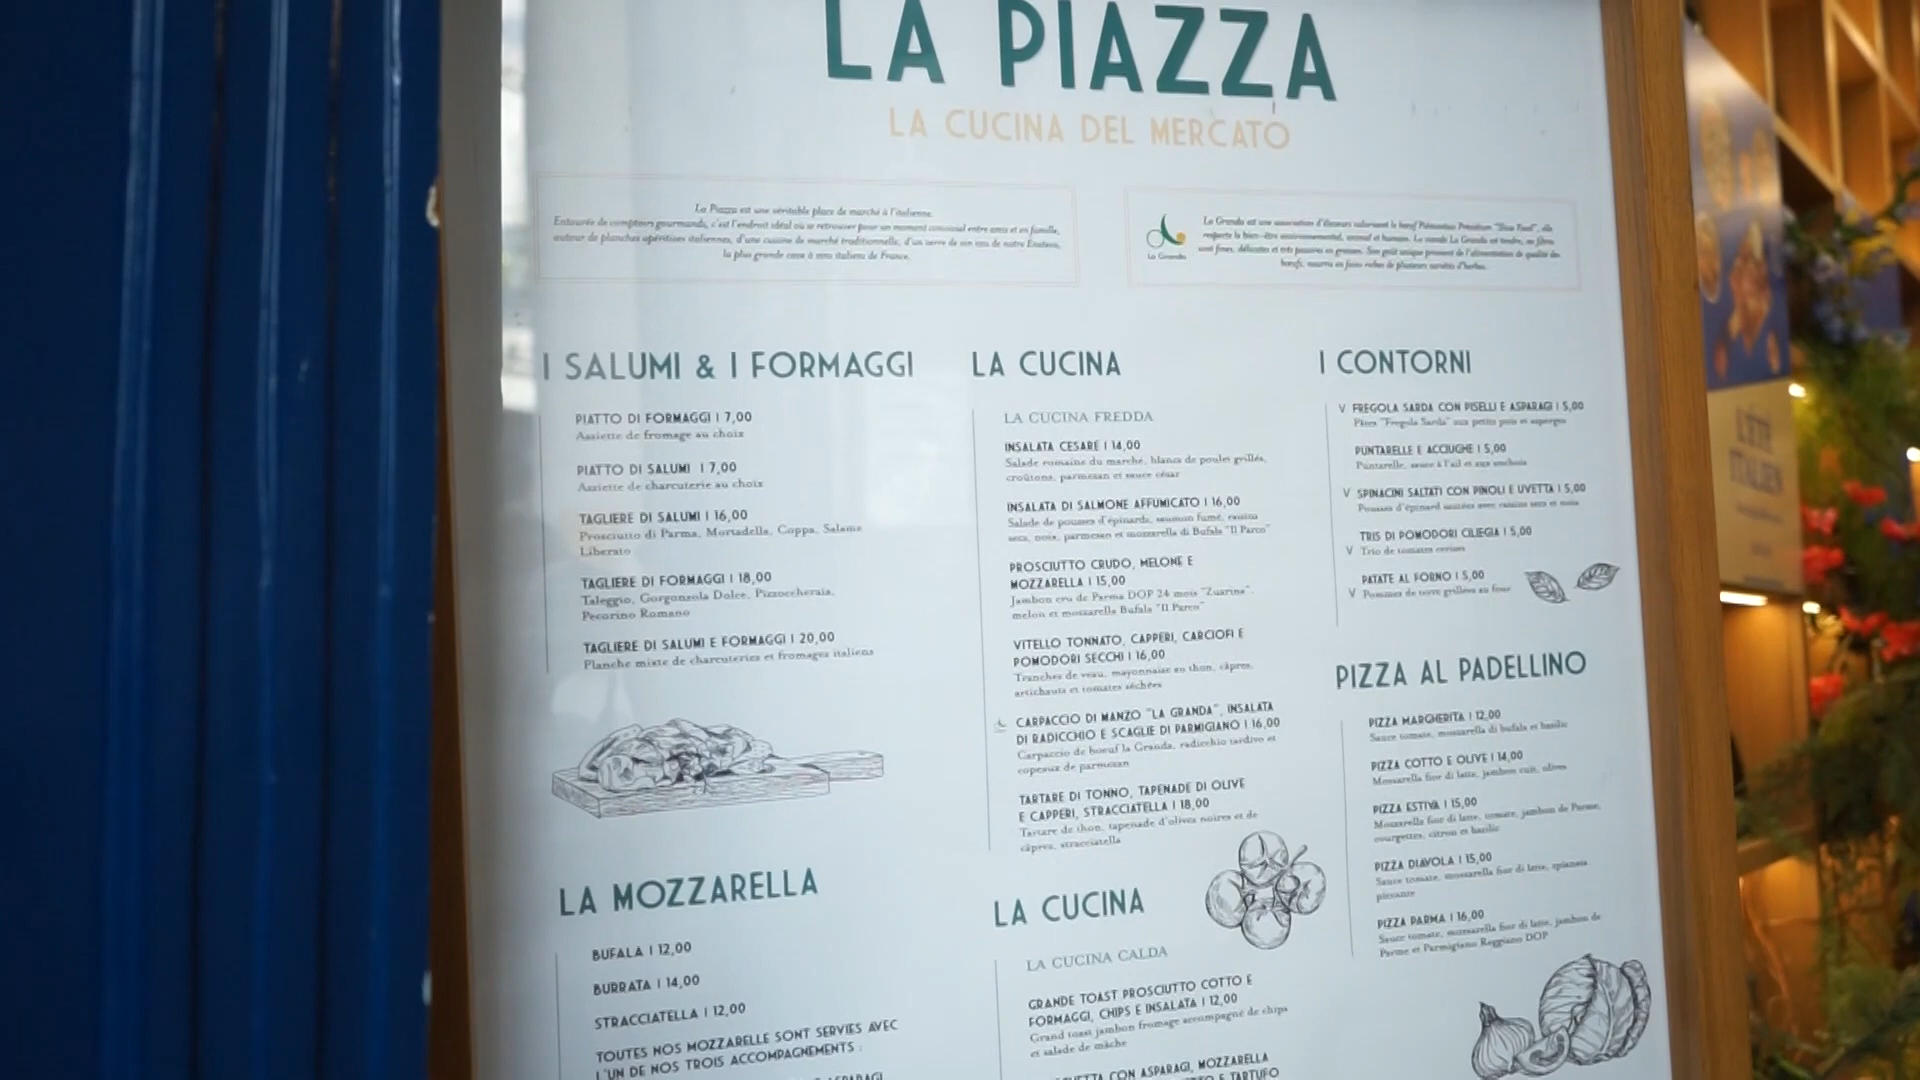 LA PIAZZA
LA CUCINA DEL MERCATO
La Piazza est une véritable place de marché à l'italienne.
Entourée de comptoirs gourmands, c'est l'endroit idéal où se retrouver pour un moment convivial entre amis et en famille,
autour de planches apéritives italiennes, d'une cuisine de marché traditionnelle, d'un verre de vin issu de notre Enoteca,
la plus grande cave à vins italiens de France.
La Granda
La Granda est une association d'éleveurs valorisant le bœuf Piémontais Presidium "Slow Food", elle
respecte le bien-être environnemental, animal et humain. La viande La Granda est tendre, sa fibre
sont fines, délicates et très pauvres en graisses. Son goût unique provient de l'alimentation de qualité des
bœufs, nourris en foins riches de plusieurs variétés d'herbes.
I SALUMI & I FORMAGGI
PIATTO DI FORMAGGI | 7,00
Assiette de fromage au choix
PIATTO DI SALUMI | 7,00
Assiette de charcuterie au choix
TAGLIERE DI SALUMI | 16,00
Prosciutto di Parma, Mortadella, Coppa, Salame
Liberato
TAGLIERE DI FORMAGGI | 18,00
Taleggio, Gorgonzola Dolce, Pizzoccheraia,
Pecorino Romano
TAGLIERE DI SALUMI E FORMAGGI | 20,00
Planche mixte de charcuteries et fromages italiens
LA MOZZARELLA
BUFALA | 12,00
BURRATA | 14,00
STRACCIATELLA | 12,00
TOUTES NOS MOZZARELLE SONT SERVIES AVEC
L'UN DE NOS TROIS ACCOMPAGNEMENTS :
ASPARAGI
LA CUCINA
LA CUCINA FREDDA
INSALATA CESARE | 14,00
Salade romaine du marché, blancs de poulet grillés,
croûtons, parmesan et sauce césar
INSALATA DI SALMONE AFFUMICATO | 16,00
Salade de pousses d'épinards, saumon fumé, raisins
secs, noix, parmesan et mozzarella di Bufala "Il Parco"
PROSCIUTTO CRUDO, MELONE E
MOZZARELLA | 15,00
Jambon cru de Parma DOP 24 mois "Zuarina",
melon et mozzarella Bufala "Il Parco"
VITELLO TONNATO, CAPPERI, CARCIOFI E
POMODORI SECCHI | 16,00
Tranches de veau, mayonnaise au thon, câpres,
artichauts et tomates séchées
CARPACCIO DI MANZO "LA GRANDA", INSALATA
DI RADICCHIO E SCAGLIE DI PARMIGIANO | 16,00
Carpaccio de boeuf la Granda, radicchio tardivo et
copeaux de parmesan
TARTARE DI TONNO, TAPENADE DI OLIVE
E CAPPERI, STRACCIATELLA | 18,00
Tartare de thon, tapenade d'olives noires et de
câpres, stracciatella
LA CUCINA
LA CUCINA CALDA
GRANDE TOAST PROSCIUTTO COTTO E
FORMAGGI, CHIPS E INSALATA | 12,00
Grand toast jambon fromage accompagné de chips
et salade de mâche
CON ASPARAGI, MOZZARELLA
E TARTUFO
I CONTORNI
V FREGOLA SARDA CON PISELLI E ASPARAGI | 5,00
Pâtes "Fregola Sarda" aux petits pois et asperges
PUNTARELLE E ACCIUGHE | 5,00
Puntarelle, sauce à l'ail et aux anchois
V SPINACINI SALTATI CON PINOLI E UVETTA | 5,00
Pousses d'épinard sautées avec raisins secs et noix
TRIS DI POMODORI CILIEGIA | 5,00
V Trio de tomates cerises
PATATE AL FORNO | 5,00
V Pommes de terre grillées au four
PIZZA AL PADELLINO
PIZZA MARGHERITA | 12,00
Sauce tomate, mozzarella di bufala et basilic
PIZZA COTTO E OLIVE | 14,00
Mozzarella fior di latte, jambon cuit, olives
PIZZA ESTIVA | 15,00
Mozzarella fior di latte, tomate, jambon de Parme,
courgettes, citron et basilic
PIZZA DIAVOLA | 15,00
Sauce tomate, mozzarella fior di latte, spianata
piccante
PIZZA PARMA | 16,00
Sauce tomate, mozzarella fior di latte, jambon de
Parme et Parmigiano Reggiano DOP
L'ÉTÉ
ITALIEN